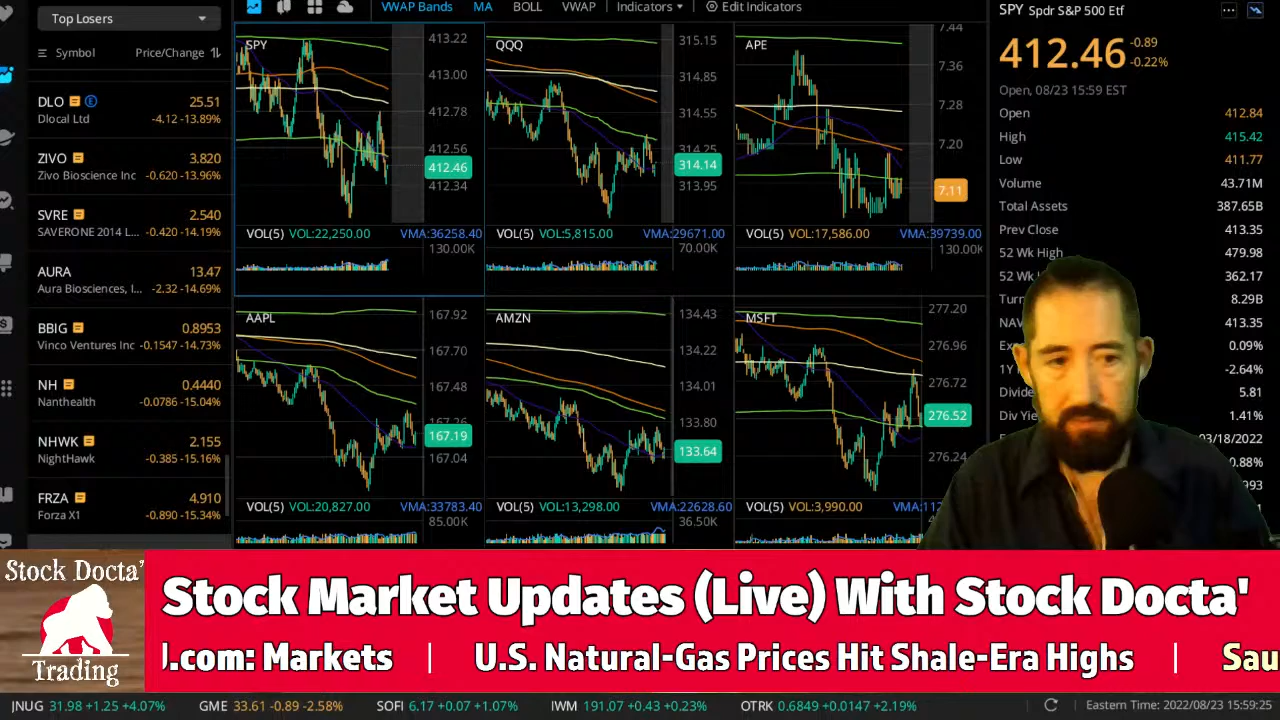 Top Losers
Symbol Price/Change
DLO E 25.51
Dlocal Ltd -4.12 -13.89%
ZIVO 3.820
Zivo Bioscience Inc -0.620 -13.96%
SVRE 2.540
SAVERONE 2014 L... -0.420 -14.19%
AURA 13.47
Aura Biosciences, I... -2.32 -14.69%
BBIG 0.8953
Vinco Ventures Inc -0.1547 -14.73%
NH 0.4440
Nanthealth -0.0786 -15.04%
NHWK 2.155
NightHawk -0.385 -15.16%
FRZA 4.910
Forza X1 -0.890 -15.34%
VWAP Bands MA BOLL VWAP Indicators Edit Indicators
SPY
413.22
413.00
412.78
412.56
412.46
412.34
VOL(5) VOL:22,250.00 VMA:36258.40
130.00K
QQQ
315.15
314.85
314.55
314.25
314.14
313.95
VOL(5) VOL:5,815.00 VMA:29671.00
70.00K
APE
7.44
7.36
7.28
7.20
7.11
VOL(5) VOL:17,586.00 VMA:39739.00
130.00K
AAPL
167.92
167.70
167.48
167.26
167.19
167.04
VOL(5) VOL:20,827.00 VMA:33783.40
85.00K
AMZN
134.43
134.22
134.01
133.80
133.64
VOL(5) VOL:13,298.00 VMA:22628.60
36.50K
MSFT
277.20
276.96
276.72
276.52
276.24
VOL(5) VOL:3,990.00
SPY Spdr S&P 500 Etf
412.46 -0.89
-0.22%
Open, 08/23 15:59 EST
Open 412.84
High 415.42
Low 411.77
Volume 43.71M
Total Assets 387.65B
Prev Close 413.35
52 Wk High 479.98
52 Wk 362.17
Turn 8.29B
NAV 413.35
0.09%
1Y -2.64%
Divide 5.81
Div Yie 1.41%
03/18/2022
0.88%
993
Stock Docta'
Trading
Stock Market Updates (Live) With Stock Docta'
J.com: Markets | U.S. Natural-Gas Prices Hit Shale-Era Highs | Sau
JNUG 31.98 +1.25 +4.07% GME 33.61 -0.89 -2.58% SOFI 6.17 +0.07 +1.07% IWM 191.07 +0.43 +0.23% OTRK 0.6849 +0.0147 +2.19% Eastern Time: 2022/08/23 15:59:25